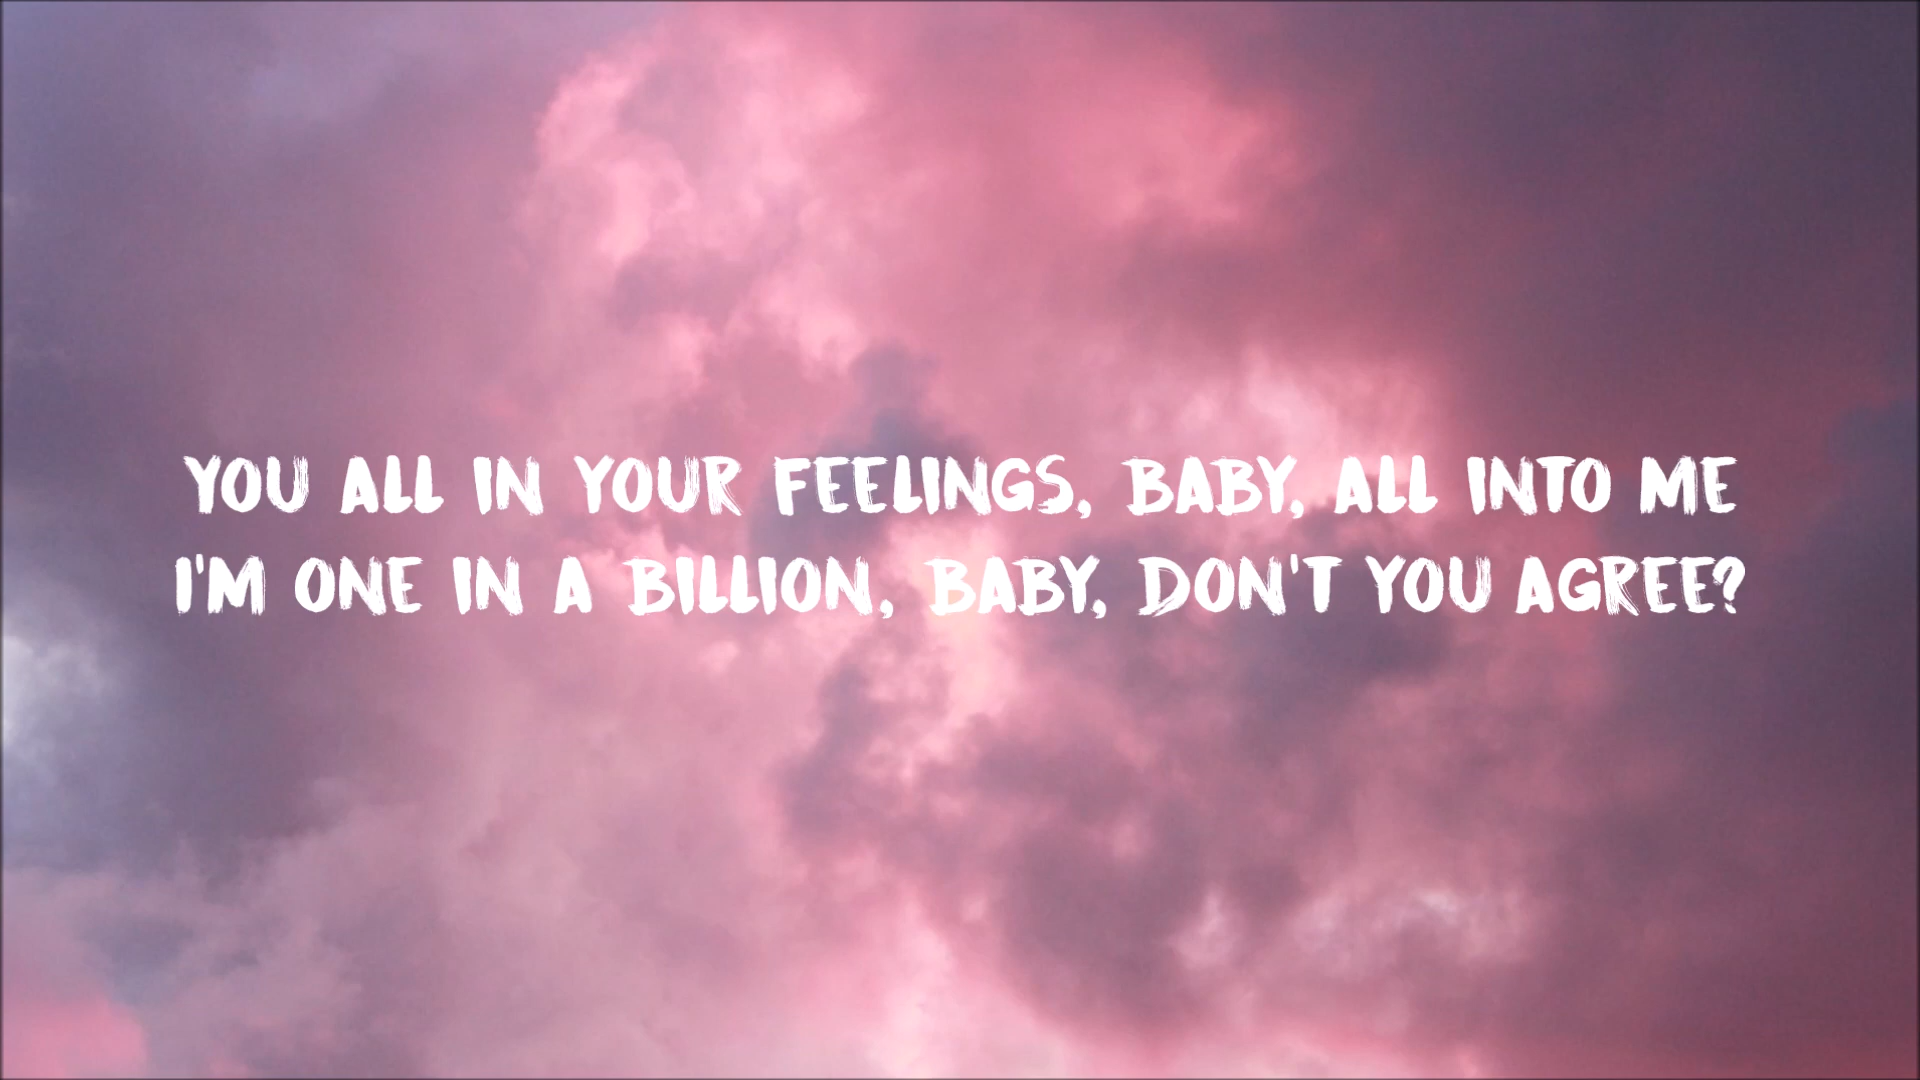 YOU ALL IN YOUR FEELINGS, BABY, ALL INTO ME
I'M ONE IN A BILLION, BABY, DON'T YOU AGREE?